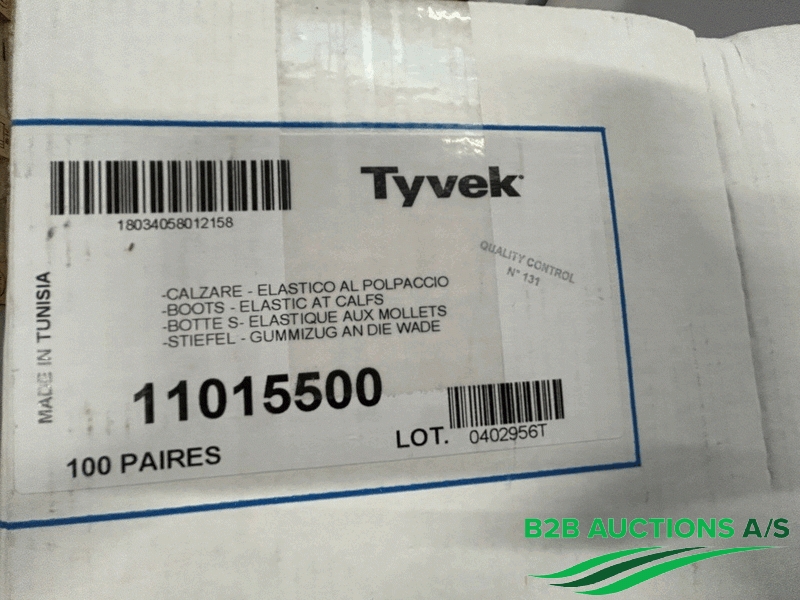 Tyvek
18034058012158
QUALITY CONTROL
N° 131
MADE IN TUNISIA
-CALZARE - ELASTICO AL POLPACCIO
-BOOTS - ELASTIC AT CALFS
-BOTTE S- ELASTIQUE AUX MOLLETS
-STIEFEL - GUMMIZUG AN DIE WADE
11015500
LOT. 0402956T
100 PAIRES
B2B AUCTIONS A/S